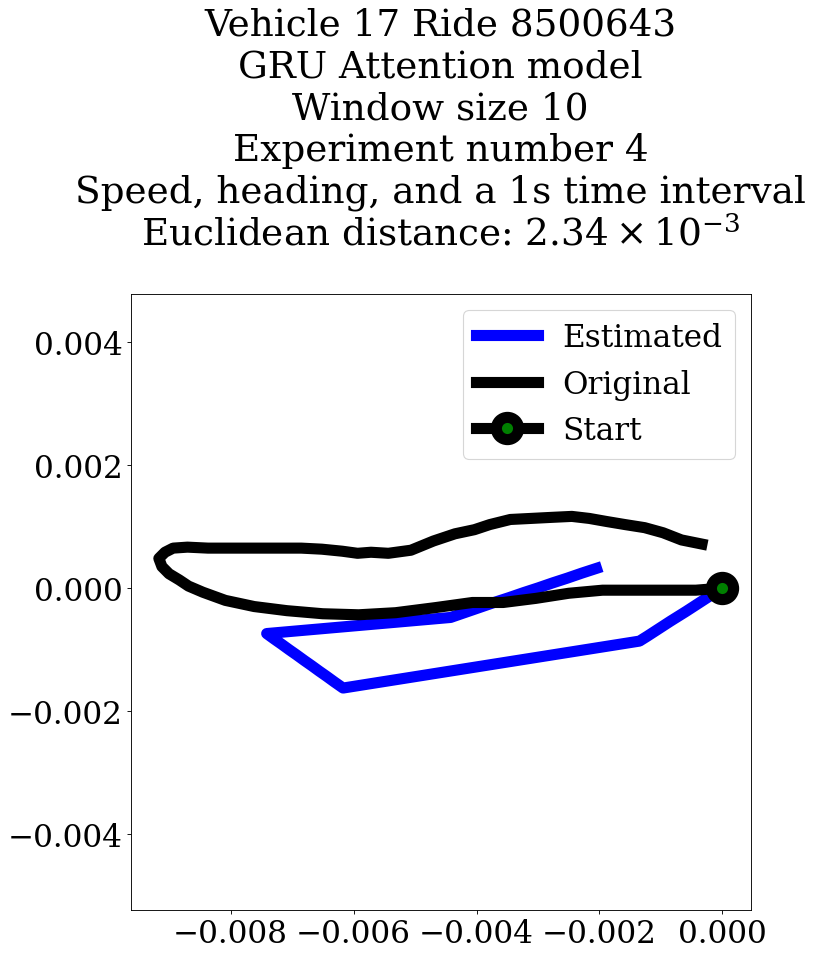 Vehicle 17 Ride 8500643
GRU Attention model
Window size 10
Experiment number 4
Speed, heading, and a 1s time interval
Euclidean distance: 2.34 × 10⁻³
Estimated
Original
Start
0.004
0.002
0.000
−0.002
−0.004
−0.008 −0.006 −0.004 −0.002 0.000